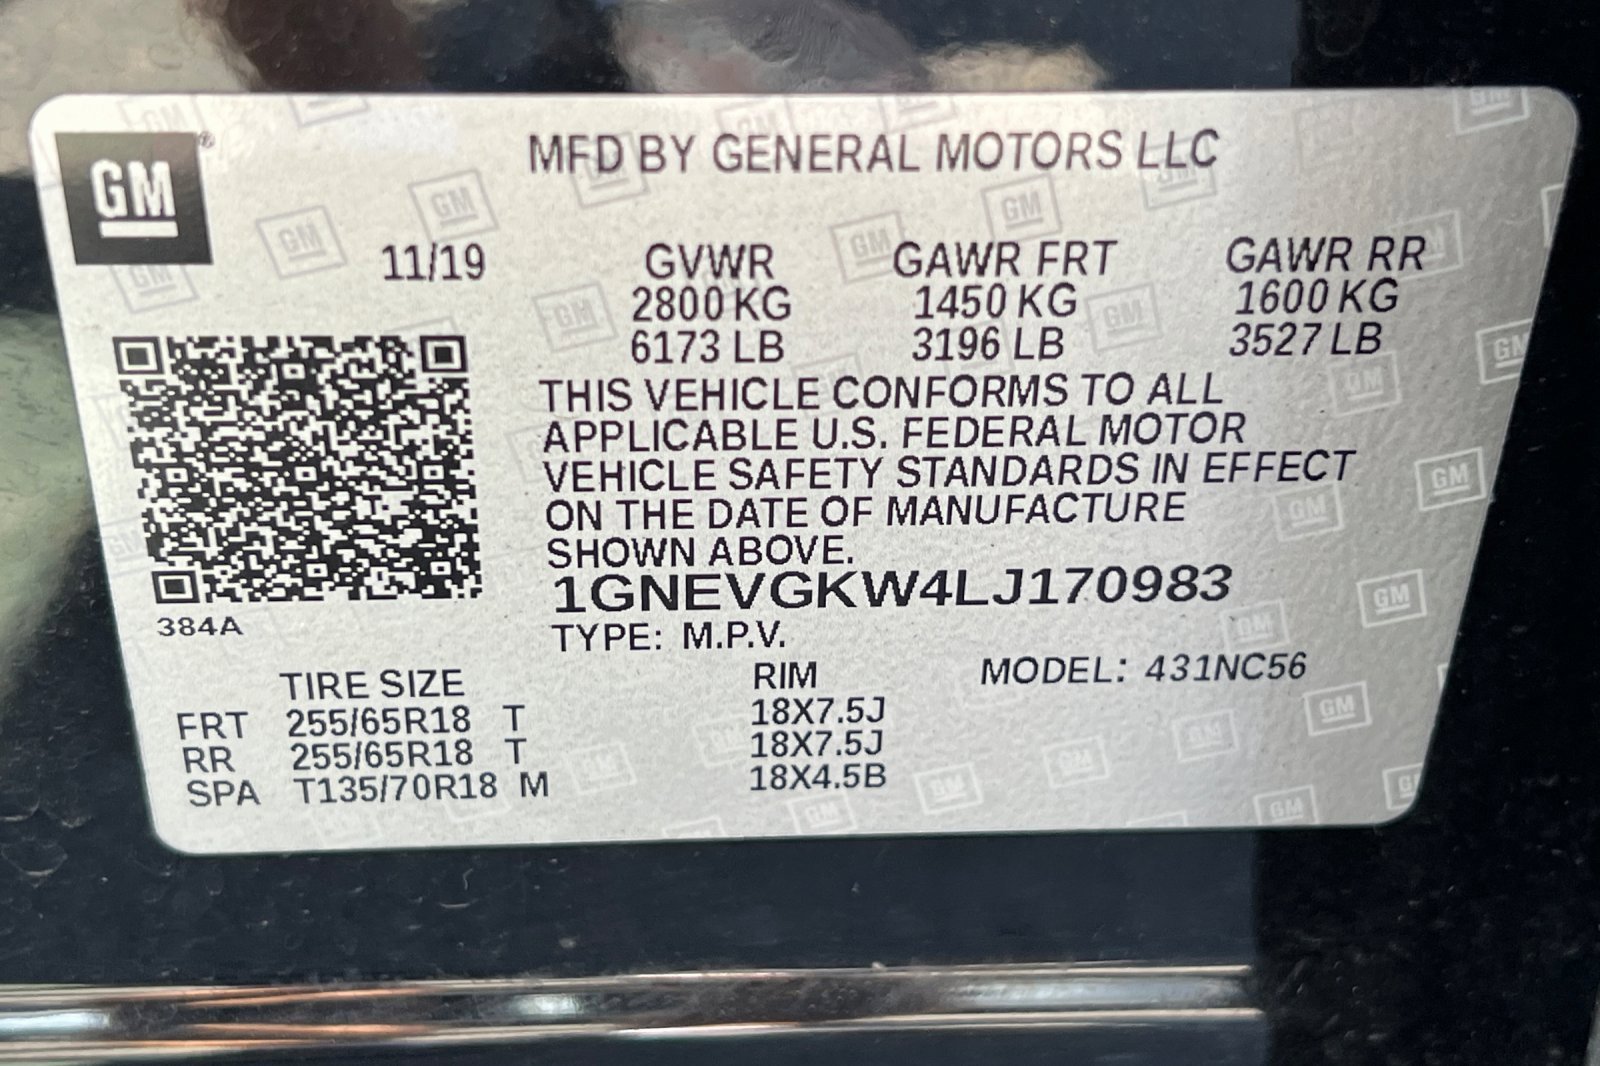 GM®
MFD BY GENERAL MOTORS LLC
11/19 GVWR GAWR FRT GAWR RR
2800 KG 1450 KG 1600 KG
6173 LB 3196 LB 3527 LB
THIS VEHICLE CONFORMS TO ALL
APPLICABLE U.S. FEDERAL MOTOR
VEHICLE SAFETY STANDARDS IN EFFECT
ON THE DATE OF MANUFACTURE
SHOWN ABOVE.
1GNEVGKW4LJ170983
384A
TYPE: M.P.V.
TIRE SIZE RIM MODEL: 431NC56
FRT 255/65R18 T 18X7.5J
RR 255/65R18 T 18X7.5J
SPA T135/70R18 M 18X4.5B